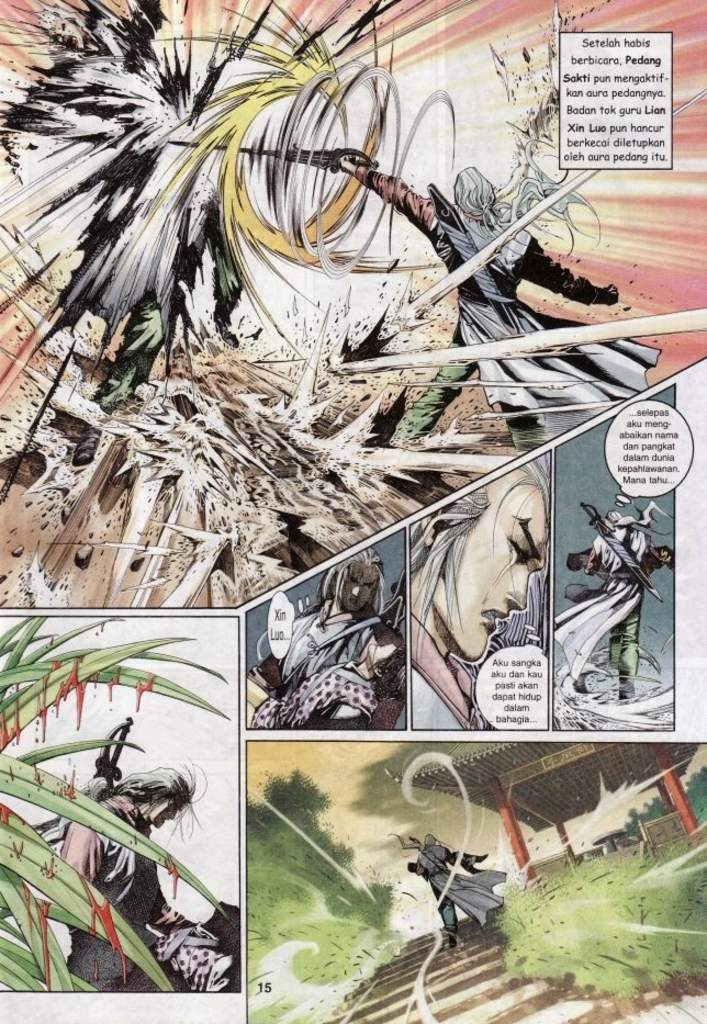 Setelah habis
berbicara, Pedang
Sakti pun mengaktif-
kan aura pedangnya.
Badan tok guru Lian
Xin Luo pun hancur
berkecai diletupkan
oleh aura pedang itu.
Xin
Luo...
Aku sangka
aku dan kau
pasti akan
dapat hidup
dalam
bahagia...
...selepas
aku meng-
abaikan nama
dan pangkat
dalam dunia
kepahlawanan.
Mana tahu...
15